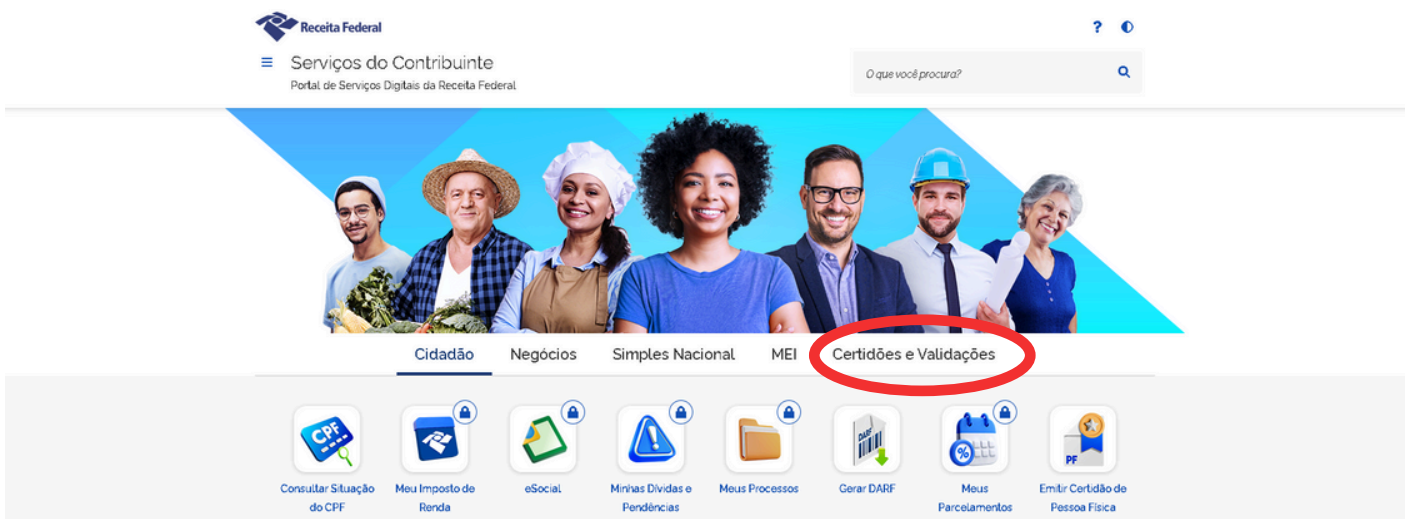 Receita Federal
?
Serviços do Contribuinte
Portal de Serviços Digitais da Receita Federal
O que você procura?
Cidadão Negócios Simples Nacional MEI Certidões e Validações
CPF
DARF
%
PF
Consultar Situação do CPF
Meu Imposto de Renda
eSocial
Minhas Dívidas e Pendências
Meus Processos
Gerar DARF
Meus Parcelamentos
Emitir Certidão de Pessoa Física